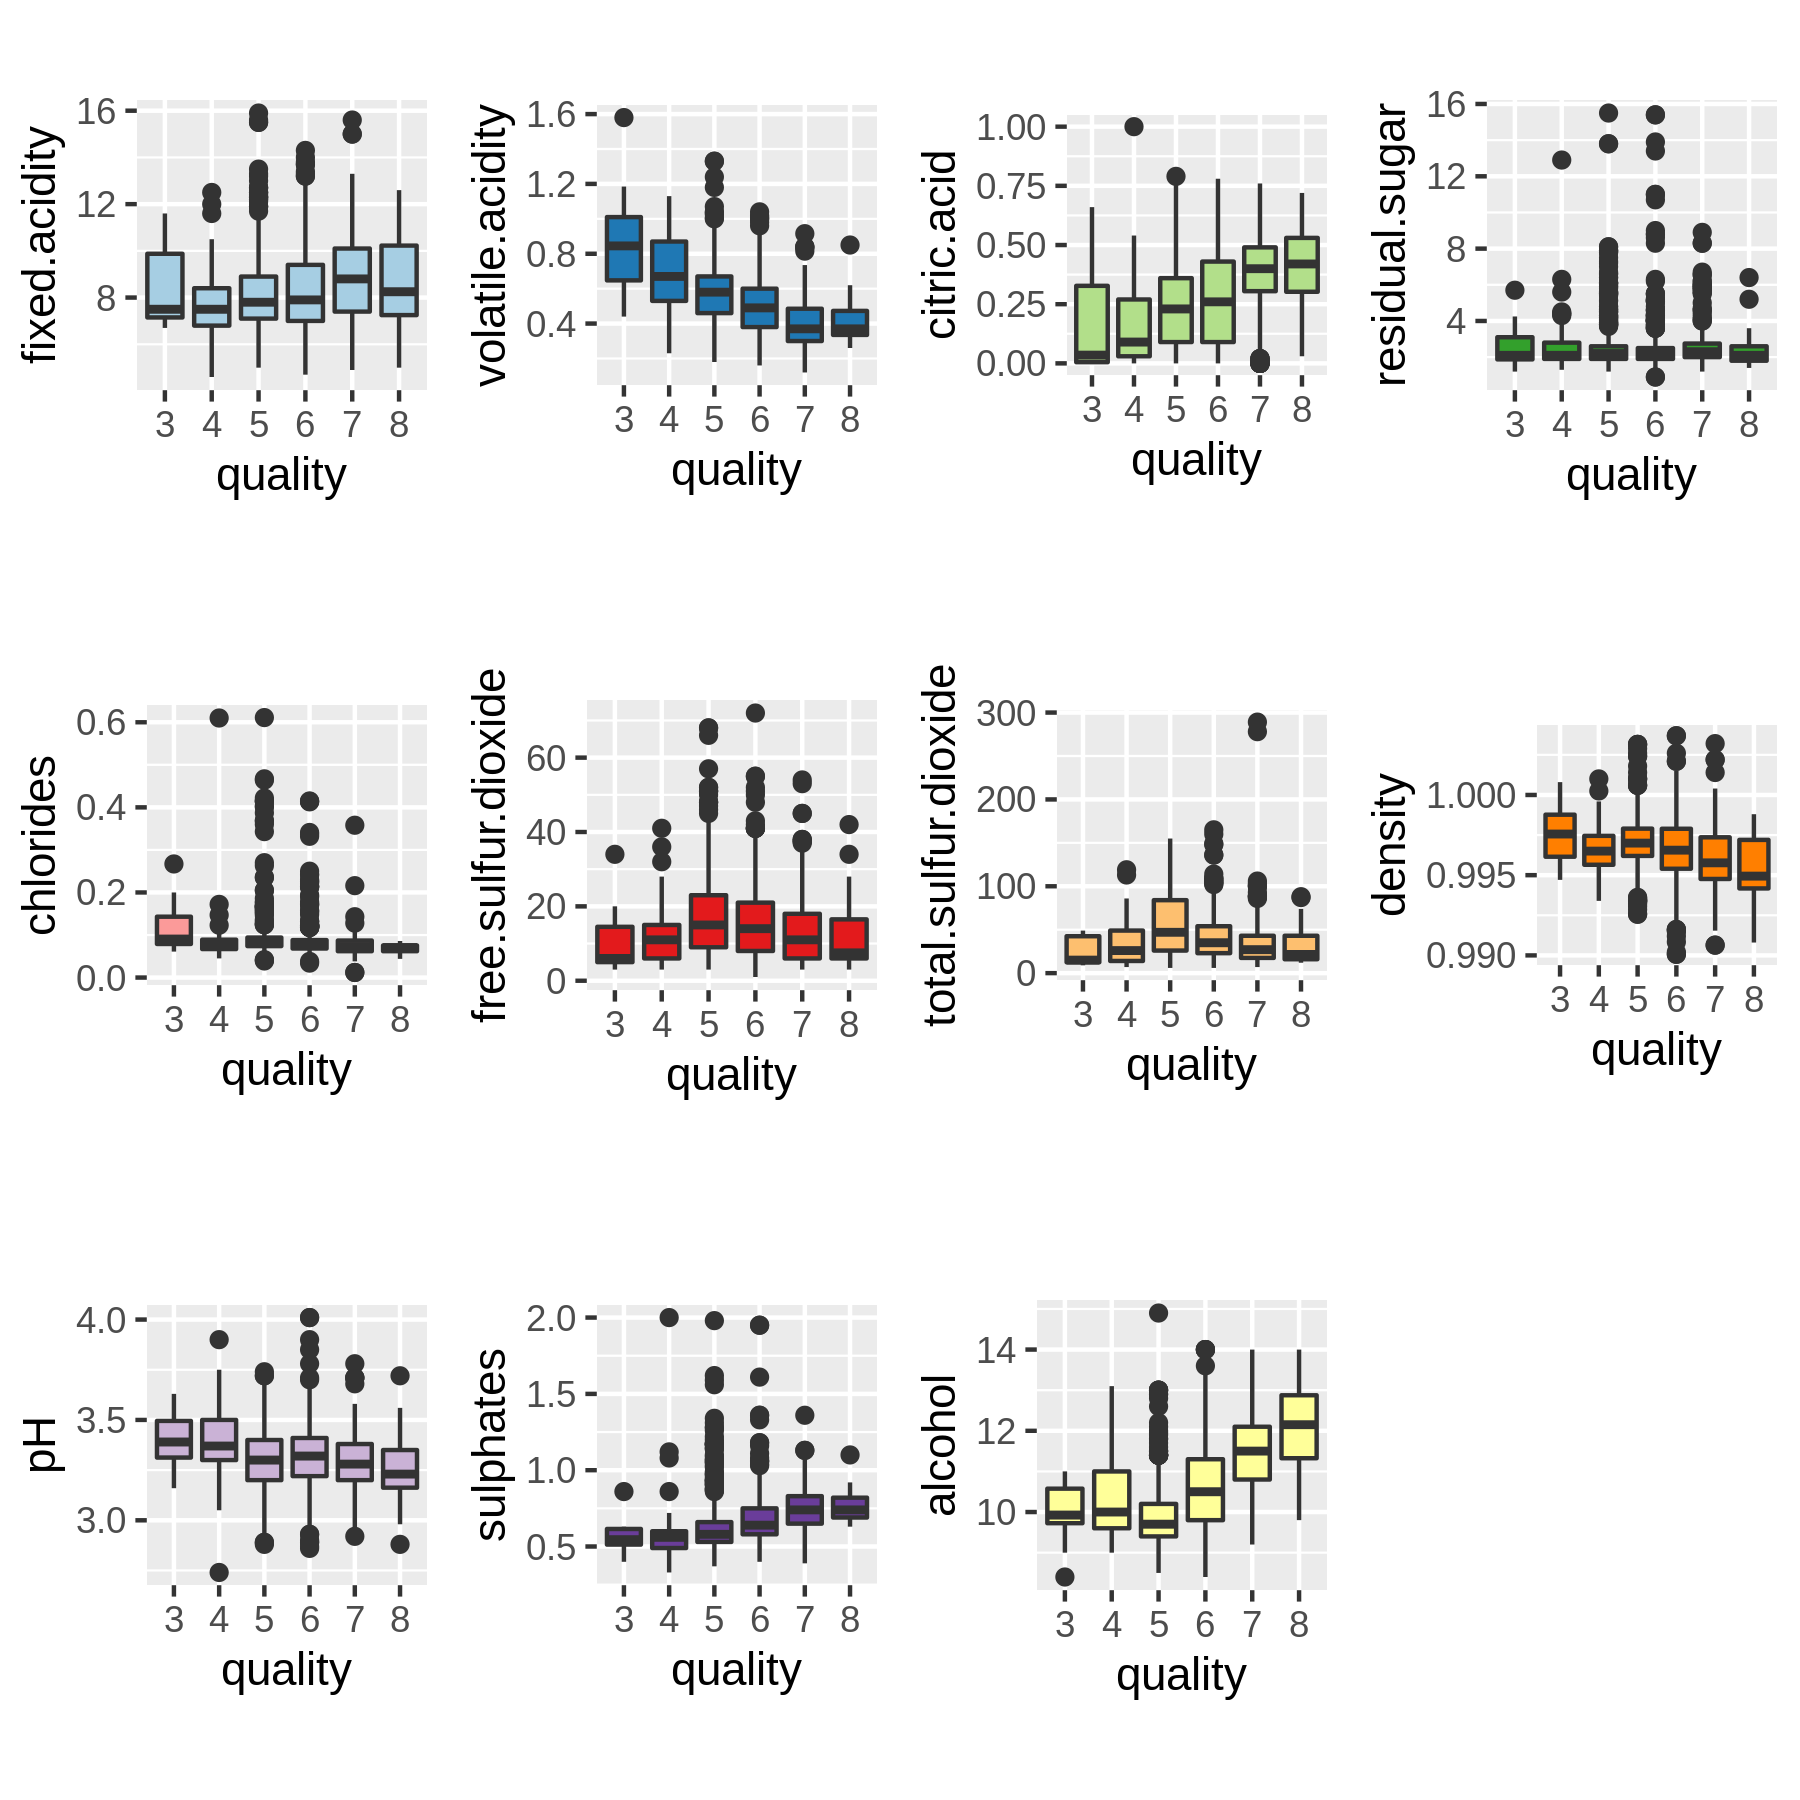 fixed.acidity
16
12
8
3 4 5 6 7 8
quality
volatile.acidity
1.6
1.2
0.8
0.4
3 4 5 6 7 8
quality
citric.acid
1.00
0.75
0.50
0.25
0.00
3 4 5 6 7 8
quality
residual.sugar
16
12
8
4
3 4 5 6 7 8
quality
chlorides
0.6
0.4
0.2
0.0
3 4 5 6 7 8
quality
free.sulfur.dioxide
60
40
20
0
3 4 5 6 7 8
quality
total.sulfur.dioxide
300
200
100
0
3 4 5 6 7 8
quality
density
1.000
0.995
0.990
3 4 5 6 7 8
quality
pH
4.0
3.5
3.0
3 4 5 6 7 8
quality
sulphates
2.0
1.5
1.0
0.5
3 4 5 6 7 8
quality
alcohol
14
12
10
3 4 5 6 7 8
quality